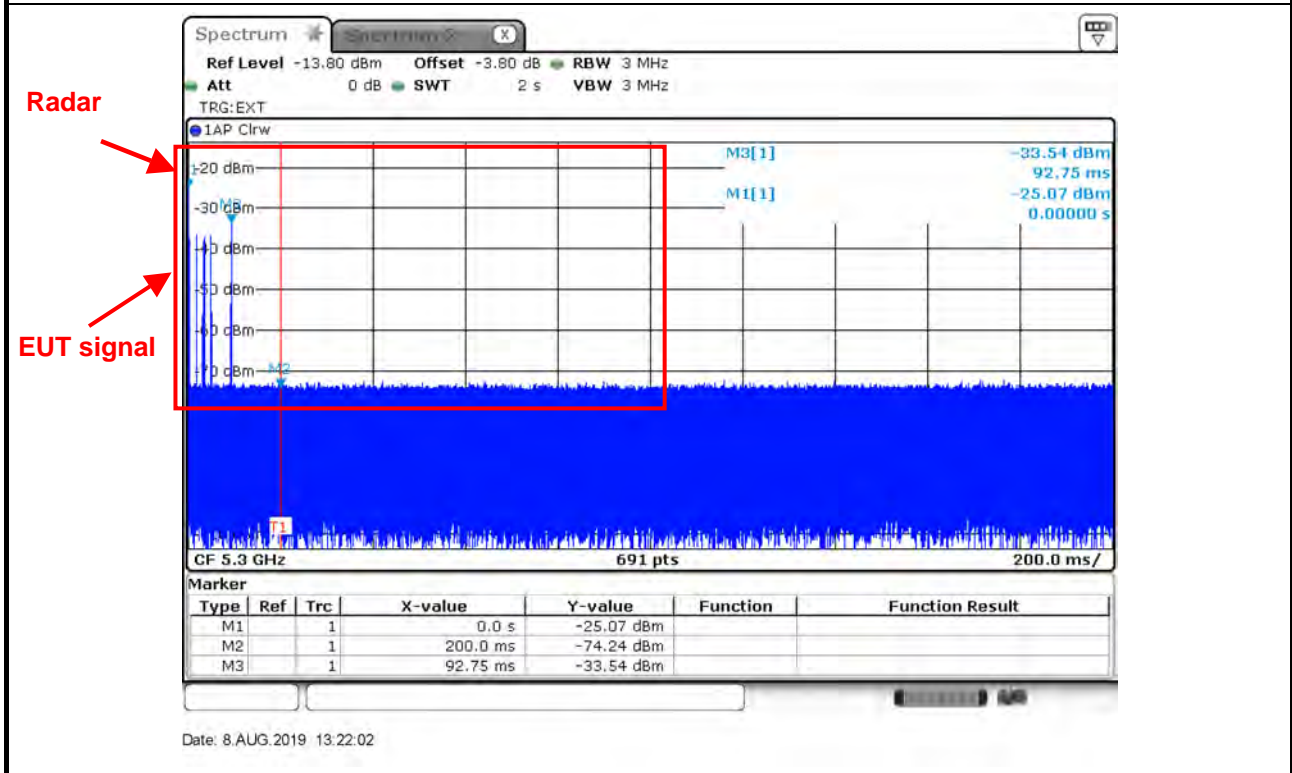 Spectrum
X
Ref Level -13.80 dBm Offset -3.80 dB RBW 3 MHz
Att 0 dB SWT 2 s VBW 3 MHz
TRG:EXT
1AP Clrw
Radar
EUT signal
M3[1] -33.54 dBm
92.75 ms
M1[1] -25.07 dBm
0.00000 s
-20 dBm
-30 dBm
-40 dBm
-50 dBm
-60 dBm
-70 dBm
M2
T1
CF 5.3 GHz 691 pts 200.0 ms/
Marker
Type Ref Trc X-value Y-value Function Function Result
M1 1 0.0 s -25.07 dBm
M2 1 200.0 ms -74.24 dBm
M3 1 92.75 ms -33.54 dBm
Date: 8.AUG.2019 13:22:02